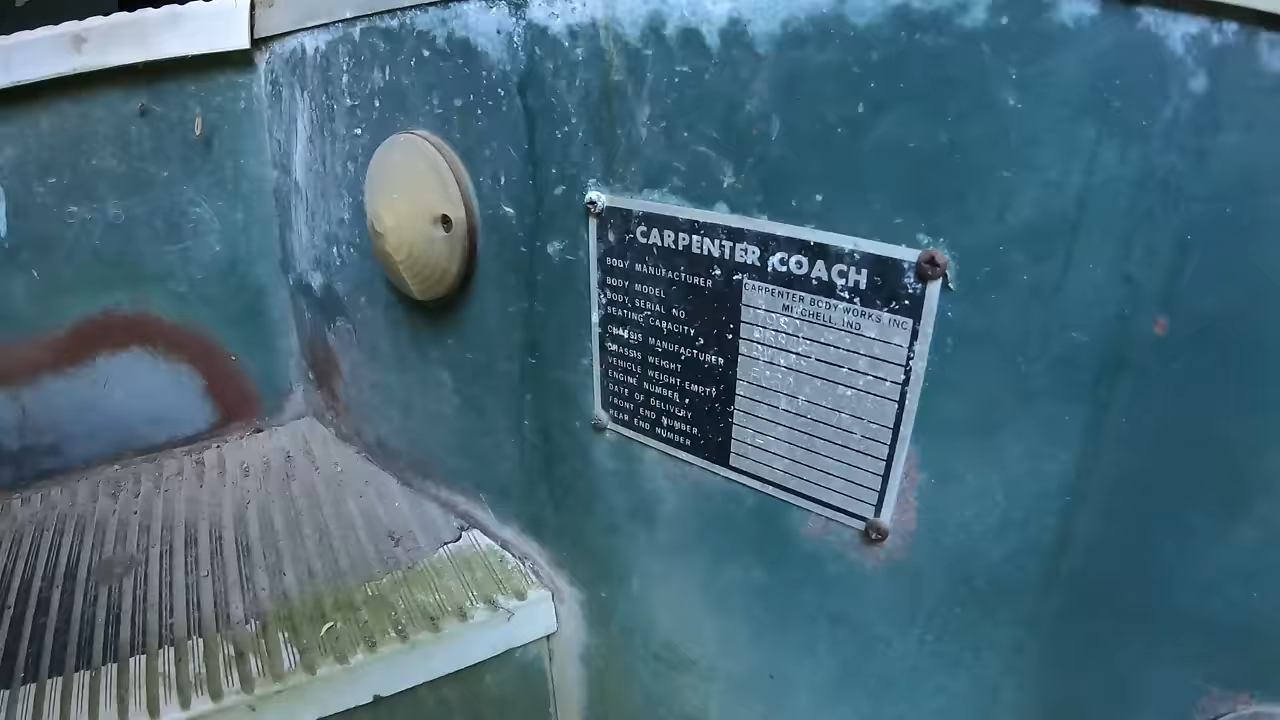 CARPENTER COACH
BODY MANUFACTURER
CARPENTER BODY WORKS, INC.
MITCHELL, IND.
BODY MODEL
BODY SERIAL NO.
SEATING CAPACITY
CHASSIS MANUFACTURER
CHASSIS WEIGHT
VEHICLE WEIGHT-EMPTY
ENGINE NUMBER
DATE OF DELIVERY
FRONT END NUMBER
REAR END NUMBER